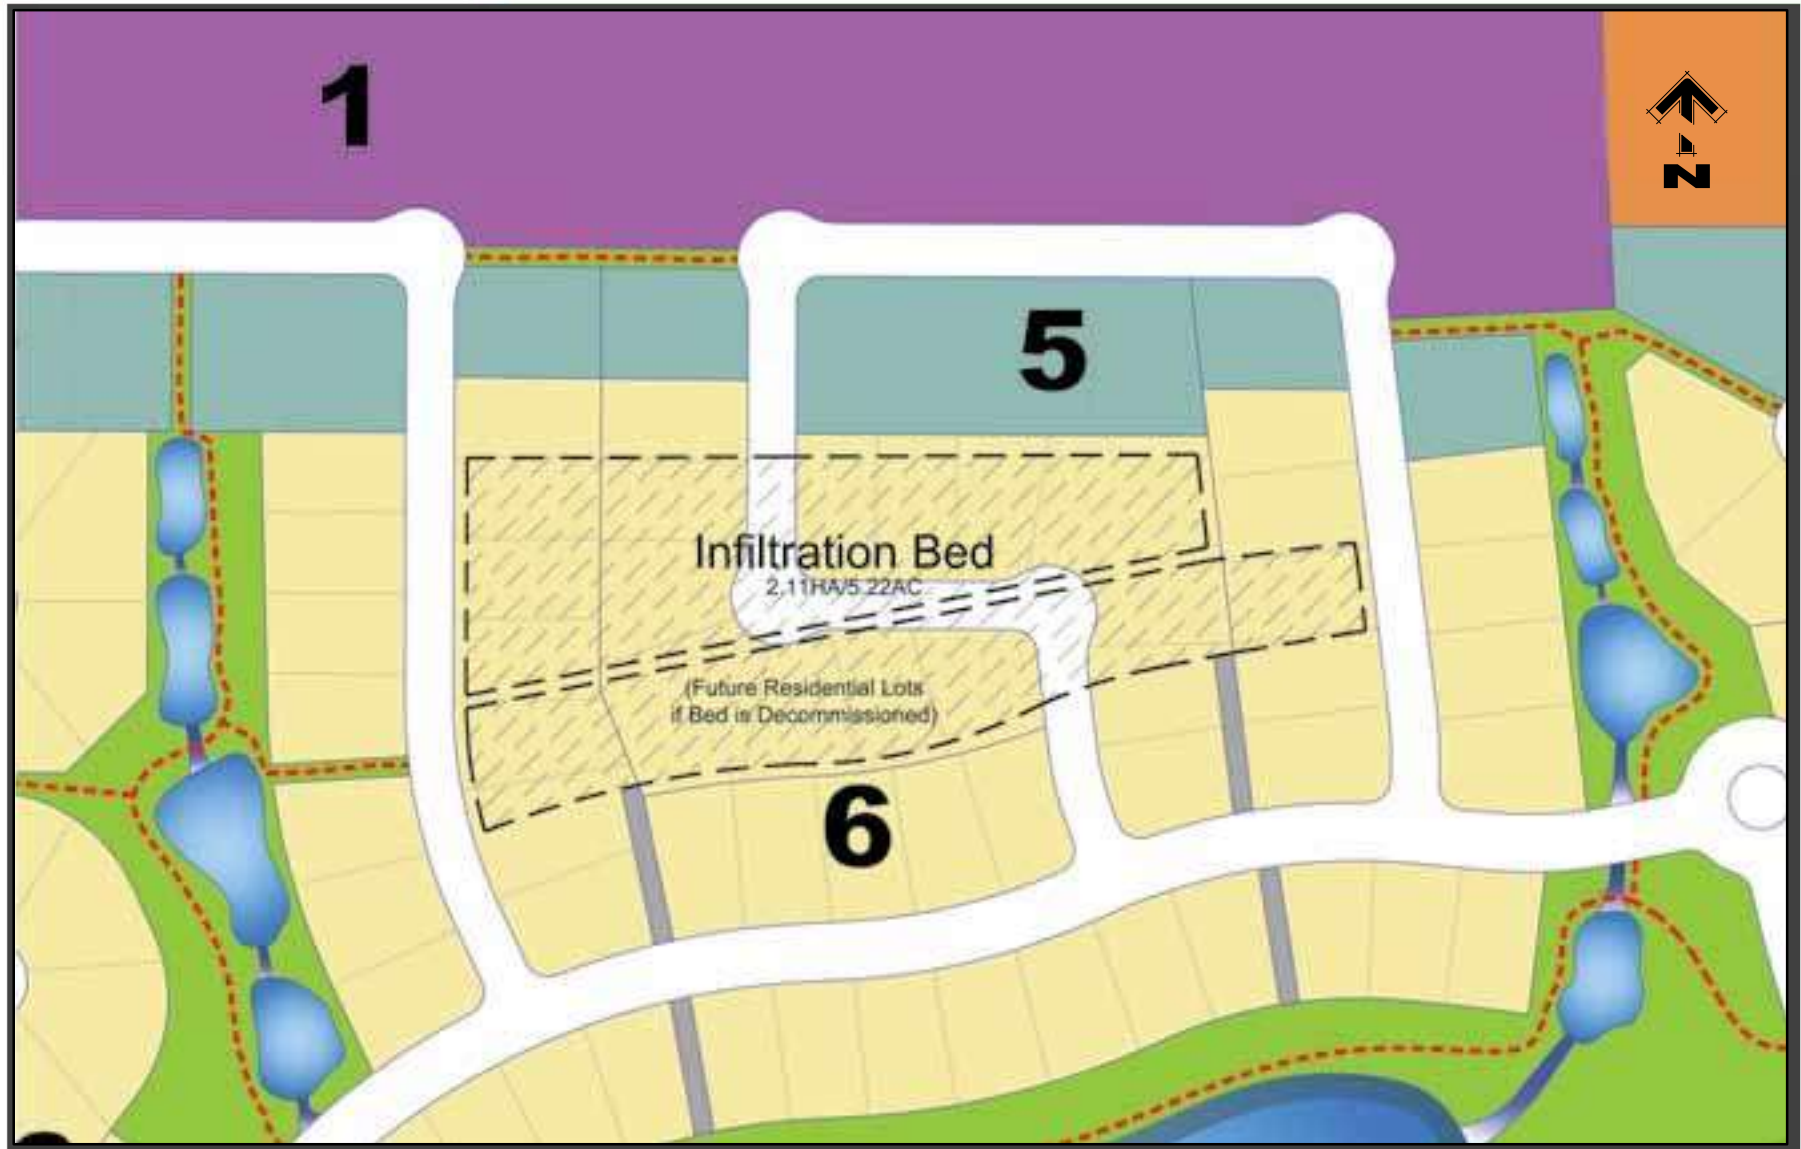 1
N
5
Infiltration Bed
2.11HA/5.22AC
(Future Residential Lots
if Bed is Decommissioned)
6